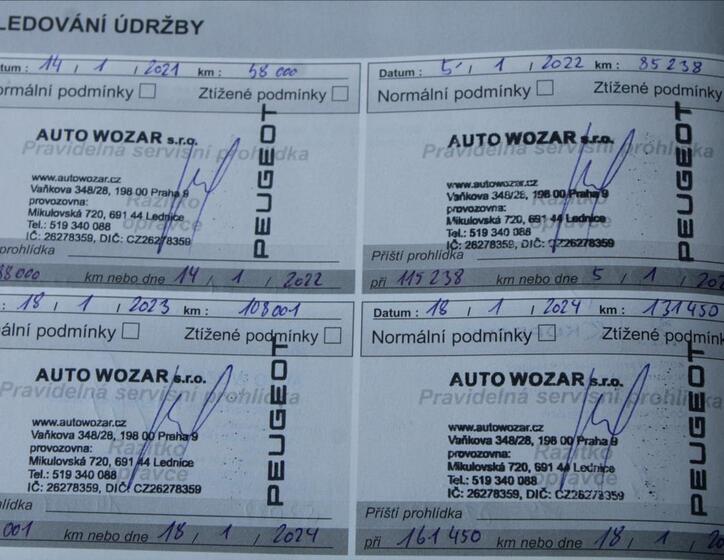 LEDOVÁNÍ ÚDRŽBY
tum : 14 / 1 / 2021 km : 58 000
ormální podmínky Ztížené podmínky
AUTO WOZAR s.r.o.
Pravidelná servisní prohlídka
www.autowozar.cz
Vaňkova 348/28, 198 00 Praha 9
provozovna: Razítko
Mikulovská 720, 691 44 Lednice
Tel.: 519 340 088 opravce
IČ: 26278359, DIČ: CZ26278359
PEUGEOT
prohlídka
88000 km nebo dne 14 / 1 / 2022
Datum : 5 / 1 / 2022 km : 85 238
Normální podmínky Ztížené podmínky
AUTO WOZAR s.r.o.
Pravidelná servisní prohlíd
www.autowozar.cz
Vaňkova 348/28, 198 00 Praha 9
provozovna: Razítko
Mikulovská 720, 691 44 Lednice
Tel.: 519 340 088 opravce
IČ: 26278359, DIČ: CZ26278359
PEUGEOT
Příští prohlídka
při 115 238 km nebo dne 5 / 1 / 202
: 18 / 1 / 2023 km : 108 001
ální podmínky Ztížené podmínky
AUTO WOZAR s.r.o.
Pravidelná servisní prohlídka
www.autowozar.cz
Vaňkova 348/28, 198 00 Praha 9
provozovna: Razítko
Mikulovská 720, 691 44 Lednice
Tel.: 519 340 088 opravce
IČ: 26278359, DIČ: CZ26278359
PEUGEOT
ohlídka
001 km nebo dne 18 / 1 / 2024
Datum : 18 / 1 / 2024 km : 131 450
Normální podmínky Ztížené podmínk
AUTO WOZAR s.r.o.
Pravidelná servisní prohlídka
www.autowozar.cz
Vaňkova 348/28, 198 00 Praha 9
provozovna: Razítko
Mikulovská 720, 691 44 Lednice
Tel.: 519 340 088 opravce
IČ: 26278359, DIČ: CZ26278359
PEUGEOT
Příští prohlídka
při 161 450 km nebo dne 18 / 1 / 20